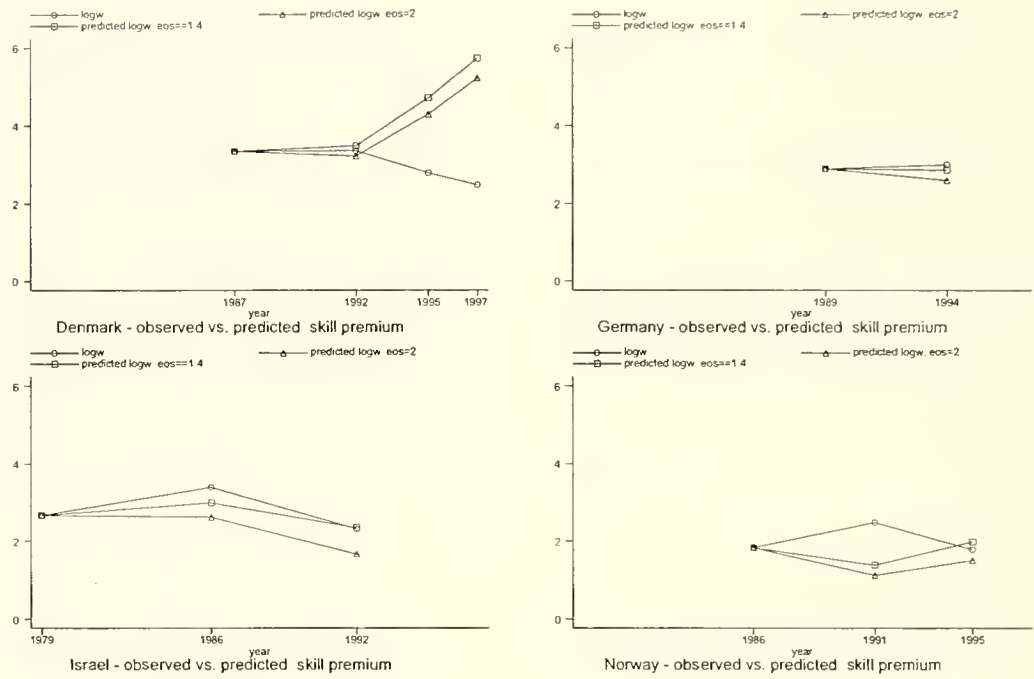 logw
predicted logw eos=2
predicted logw eos==1 4
6
4
2
0
1987
1992
1995
1997
year
Denmark - observed vs. predicted skill premium
logw
predicted logw eos=2
predicted logw eos==1 4
6
4
2
0
1989
1994
year
Germany - observed vs. predicted skill premium
logw
predicted logw eos=2
predicted logw eos==1 4
6
4
2
0
1979
1986
1992
year
Israel - observed vs. predicted skill premium
logw
predicted logw, eos=2
predicted logw eos==1 4
6
4
2
0
1986
1991
1995
year
Norway - observed vs. predicted skill premium